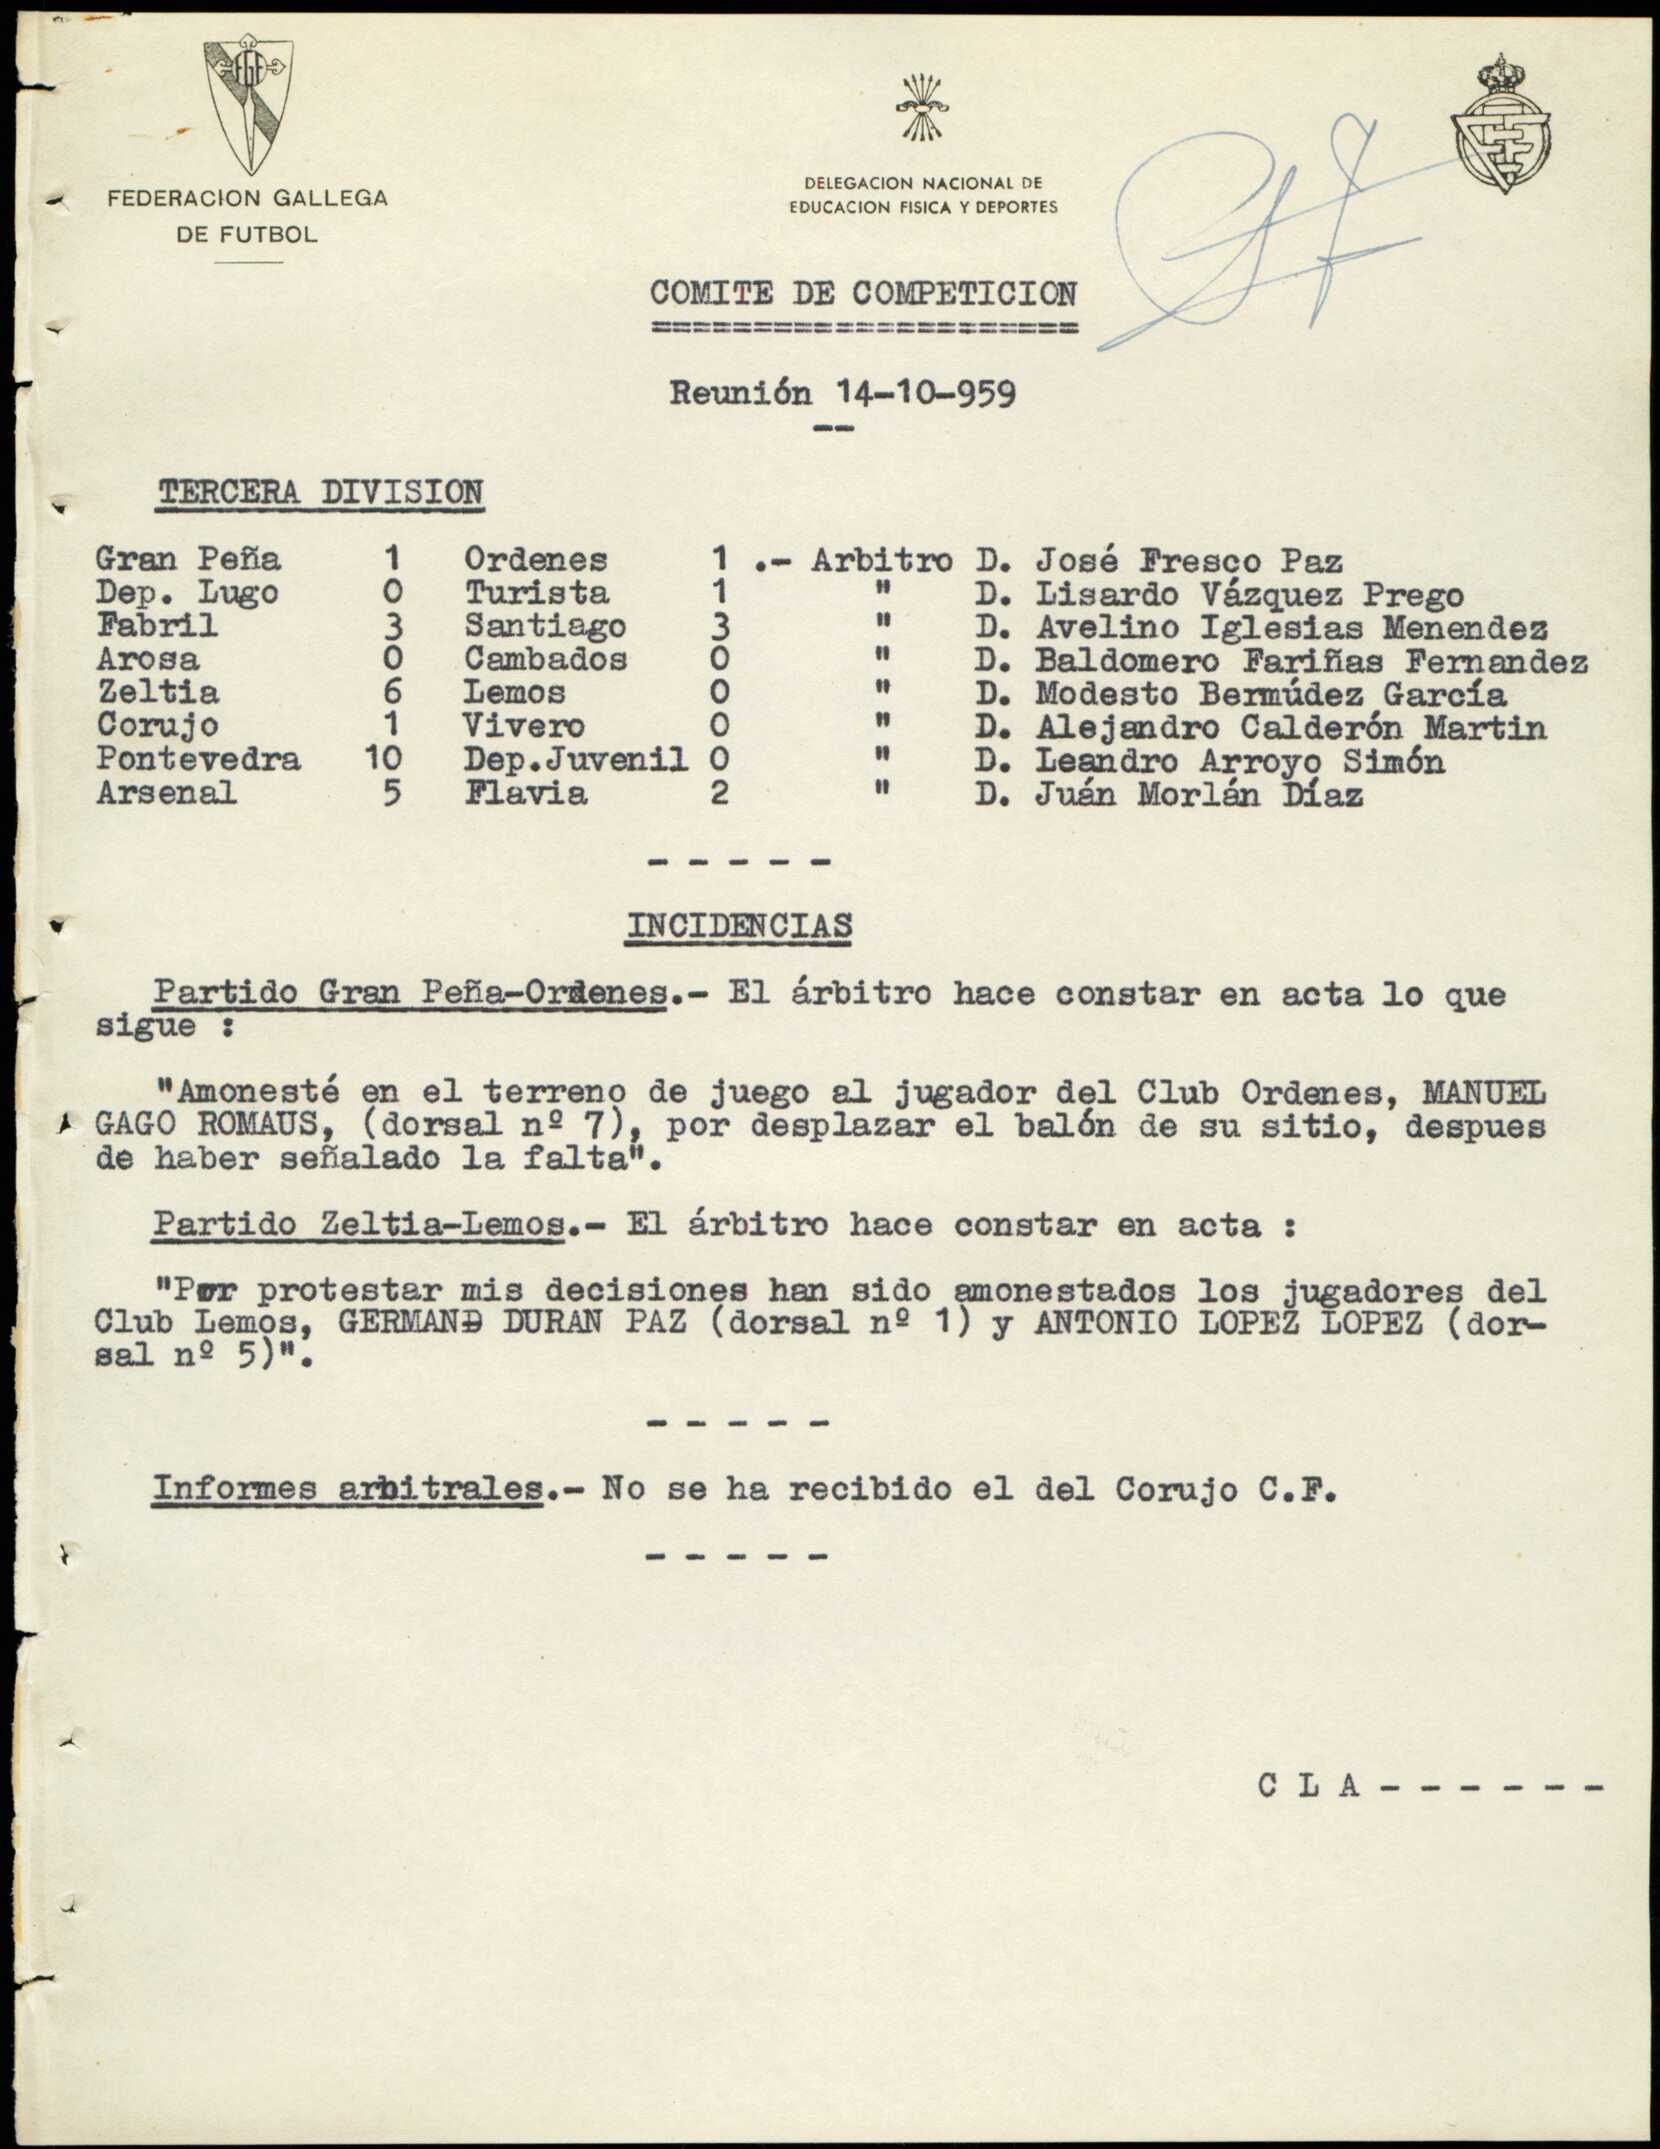 FGF
FEDERACION GALLEGA
DE FUTBOL
DELEGACION NACIONAL DE
EDUCACION FISICA Y DEPORTES
COMITE DE COMPETICION
=====================
Reunión 14-10-959
--
TERCERA DIVISION
Gran Peña 1 Ordenes 1 .- Arbitro D. José Fresco Paz
Dep. Lugo 0 Turista 1 " D. Lisardo Vázquez Prego
Fabril 3 Santiago 3 " D. Avelino Iglesias Menendez
Arosa 0 Cambados 0 " D. Baldomero Fariñas Fernandez
Zeltia 6 Lemos 0 " D. Modesto Bermúdez García
Corujo 1 Vivero 0 " D. Alejandro Calderón Martin
Pontevedra 10 Dep.Juvenil 0 " D. Leandro Arroyo Simón
Arsenal 5 Flavia 2 " D. Juán Morlán Díaz
- - - - -
INCIDENCIAS
Partido Gran Peña-Ordenes.- El árbitro hace constar en acta lo que
sigue :
"Amonesté en el terreno de juego al jugador del Club Ordenes, MANUEL
GAGO ROMAUS, (dorsal nº 7), por desplazar el balón de su sitio, despues
de haber señalado la falta".
Partido Zeltia-Lemos.- El árbitro hace constar en acta :
"Por protestar mis decisiones han sido amonestados los jugadores del
Club Lemos, GERMAN DURAN PAZ (dorsal nº 1) y ANTONIO LOPEZ LOPEZ (dor-
sal nº 5)".
- - - - -
Informes arbitrales.- No se ha recibido el del Corujo C.F.
- - - - -
C L A - - - - - -